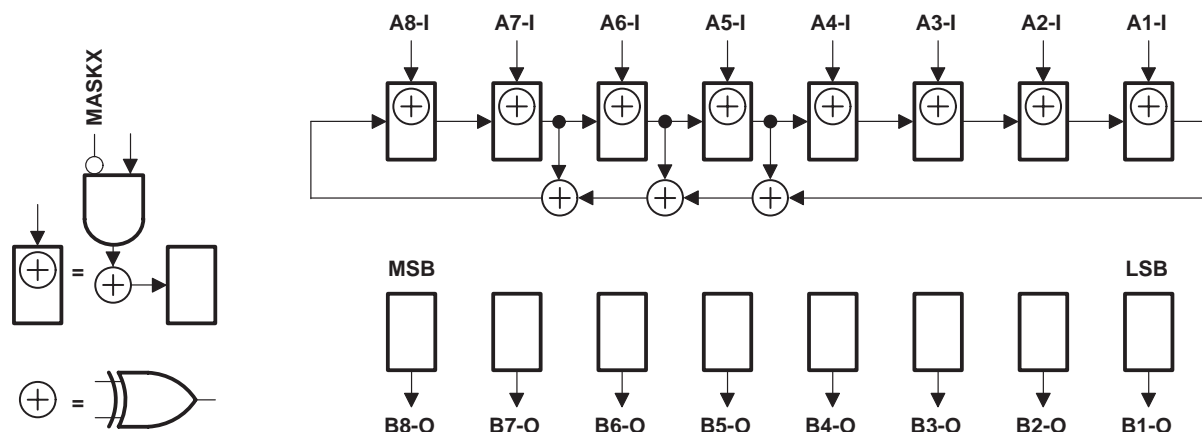 A8-I A7-I A6-I A5-I A4-I A3-I A2-I A1-I
MASKX
=
MSB LSB
=
B8-O B7-O B6-O B5-O B4-O B3-O B2-O B1-O